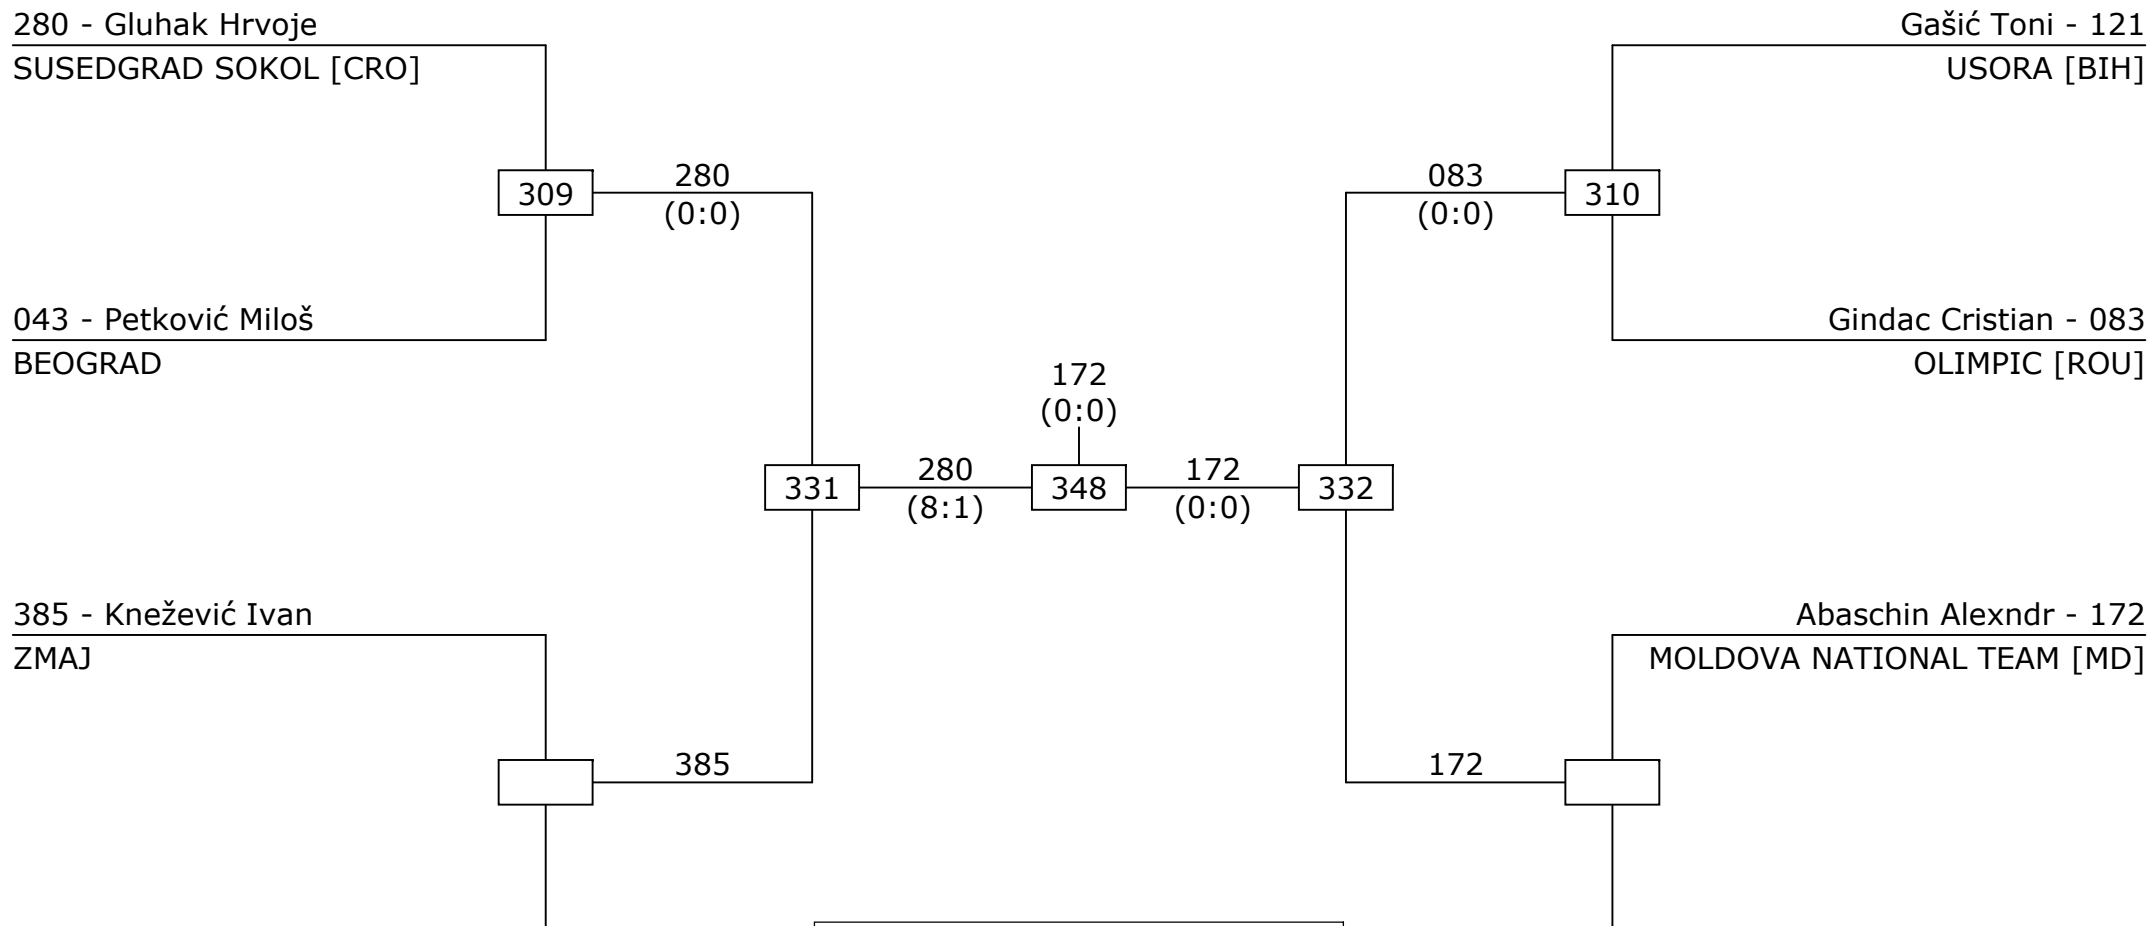 280 - Gluhak Hrvoje
SUSEDGRAD SOKOL [CRO]
Gašić Toni - 121
USORA [BIH]
309
280
(0:0)
083
(0:0)
310
043 - Petković Miloš
BEOGRAD
Gindac Cristian - 083
OLIMPIC [ROU]
172
(0:0)
331
280
(8:1)
348
172
(0:0)
332
385 - Knežević Ivan
ZMAJ
Abaschin Alexndr - 172
MOLDOVA NATIONAL TEAM [MD]
385
172